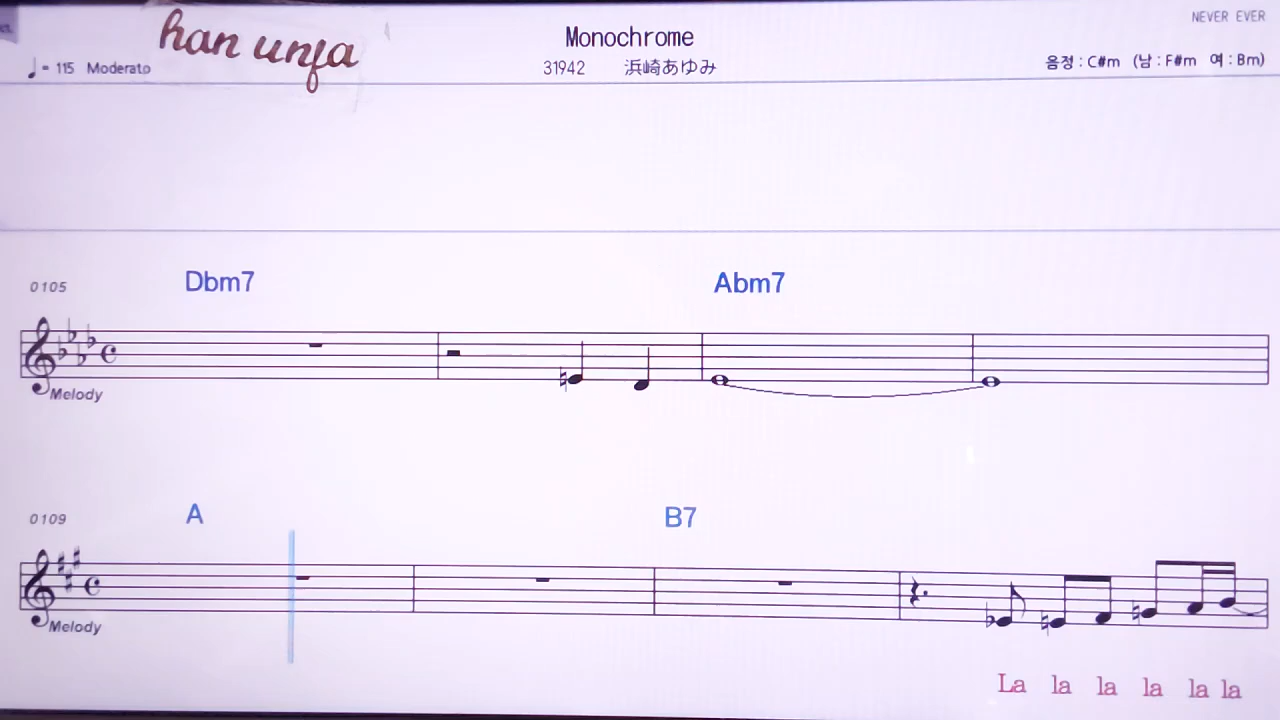 NEVER EVER
han unfa
Monochrome
♩= 115 Moderato
31942 浜崎あゆみ
음정 : C#m (남 : F#m 여 : Bm)
0105
Dbm7 Abm7
Melody
0109
A B7
Melody
La la la la la la